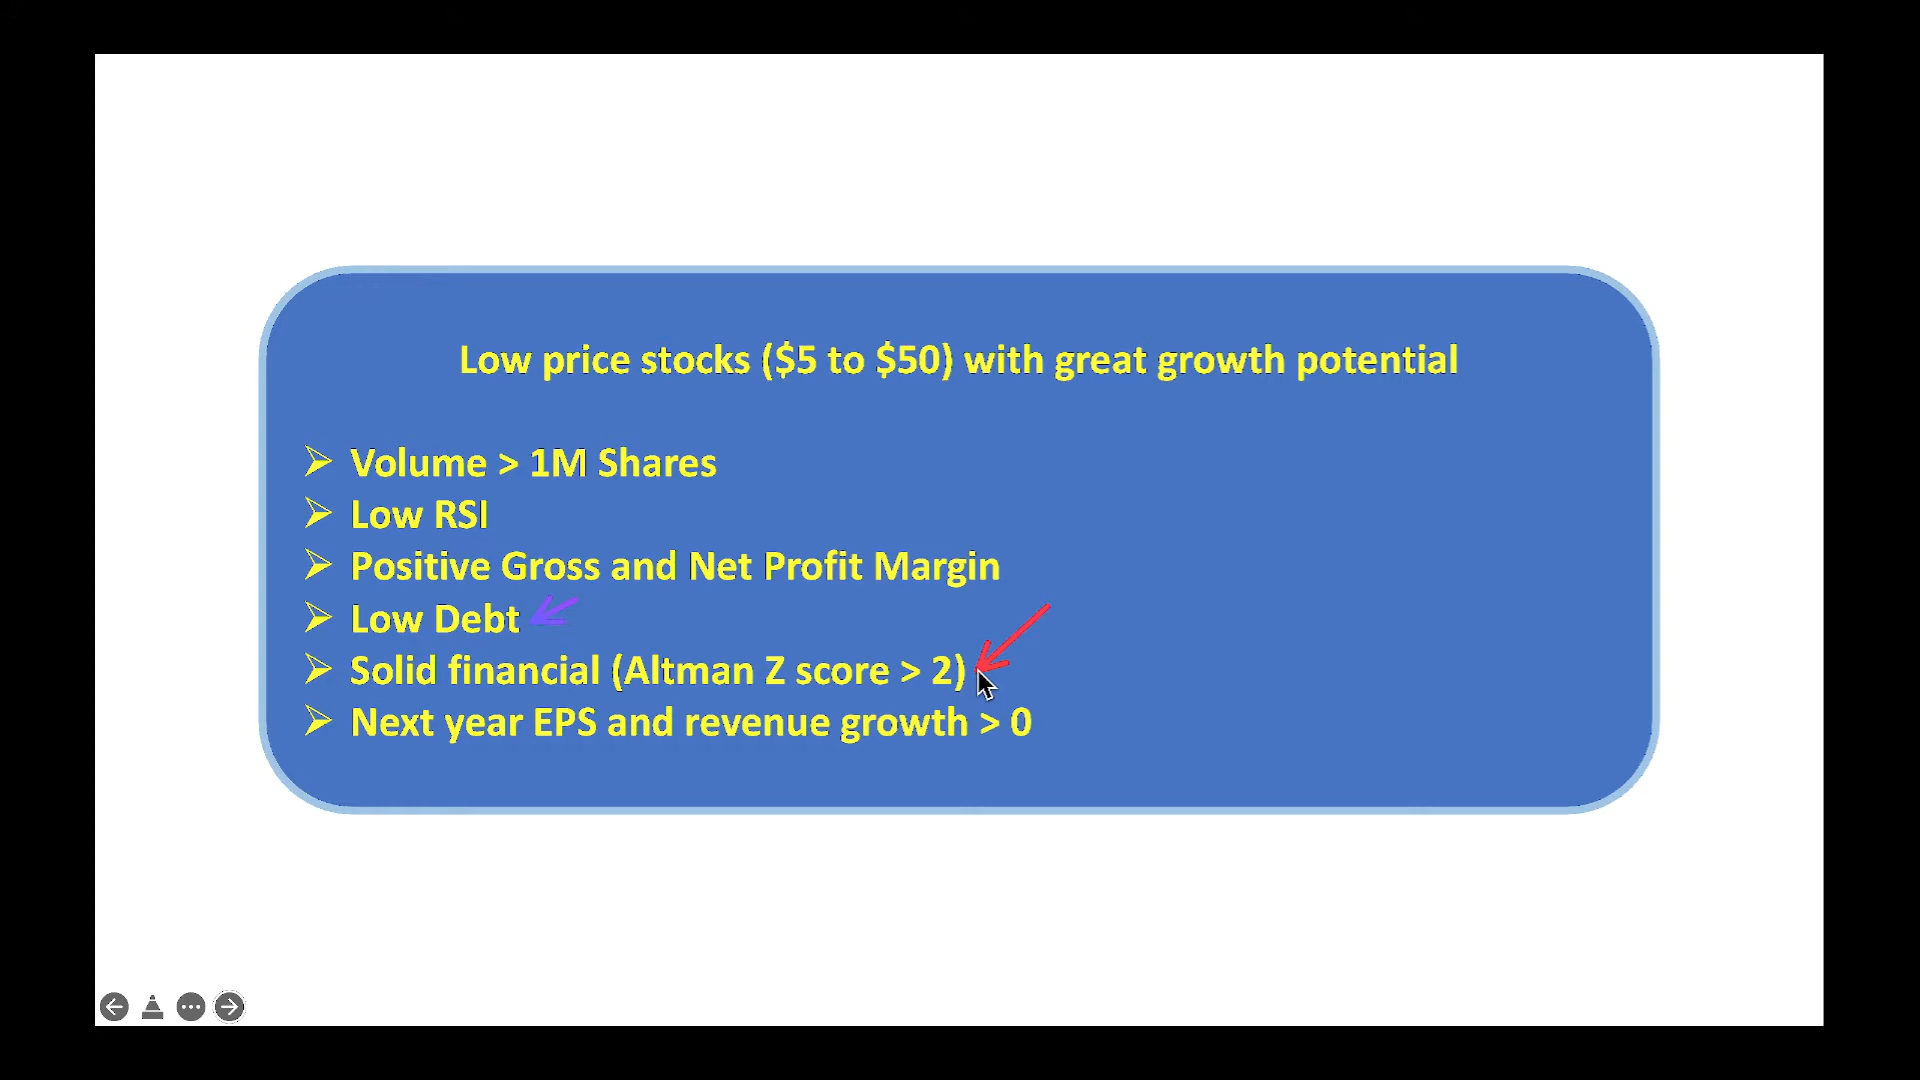 Low price stocks ($5 to $50) with great growth potential
Volume > 1M Shares
Low RSI
Positive Gross and Net Profit Margin
Low Debt
Solid financial (Altman Z score > 2)
Next year EPS and revenue growth > 0